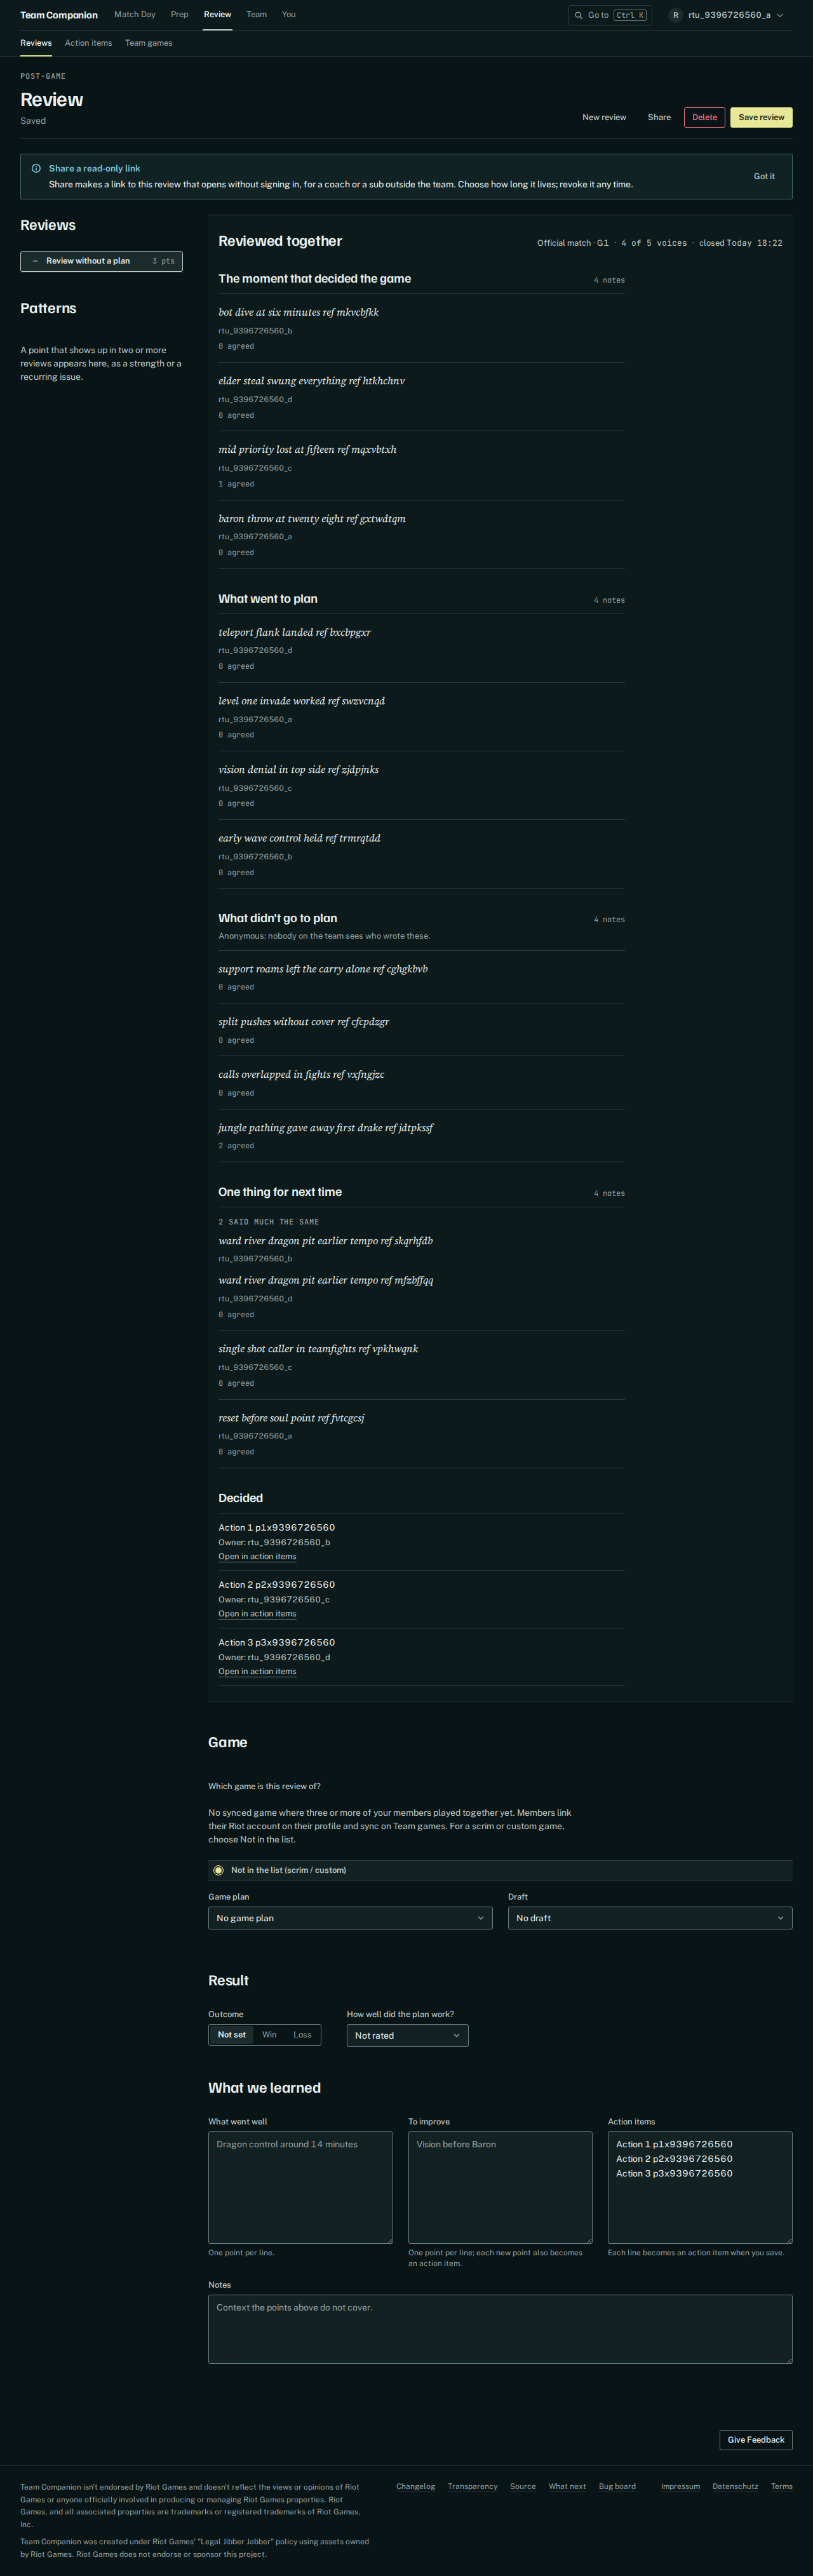 Team Companion Match Day Prep Review Team You Go to Ctrl K R rtu_9396726560_a
Reviews Action items Team games
POST-GAME
Review
Saved
New review Share Delete Save review
Share a read-only link
Share makes a link to this review that opens without signing in, for a coach or a sub outside the team. Choose how long it lives; revoke it any time.
Got it
Reviews
– Review without a plan 3 pts
Patterns
A point that shows up in two or more
reviews appears here, as a strength or a
recurring issue.
Reviewed together Official match · G1 · 4 of 5 voices · closed Today 18:22
The moment that decided the game 4 notes
bot dive at six minutes ref mkvcbfkk
rtu_9396726560_b
0 agreed
elder steal swung everything ref htkhchnv
rtu_9396726560_d
0 agreed
mid priority lost at fifteen ref mqxvbtxh
rtu_9396726560_c
1 agreed
baron throw at twenty eight ref gxtwdtqm
rtu_9396726560_a
0 agreed
What went to plan 4 notes
teleport flank landed ref bxcbpgxr
rtu_9396726560_d
0 agreed
level one invade worked ref swzvcnqd
rtu_9396726560_a
0 agreed
vision denial in top side ref zjdpjnks
rtu_9396726560_c
0 agreed
early wave control held ref trmrqtdd
rtu_9396726560_b
0 agreed
What didn't go to plan 4 notes
Anonymous: nobody on the team sees who wrote these.
support roams left the carry alone ref cghgkbvb
0 agreed
split pushes without cover ref cfcpdzgr
0 agreed
calls overlapped in fights ref vxfngjzc
0 agreed
jungle pathing gave away first drake ref jdtpkssf
2 agreed
One thing for next time 4 notes
2 SAID MUCH THE SAME
ward river dragon pit earlier tempo ref skqrhfdb
rtu_9396726560_b
ward river dragon pit earlier tempo ref mfzbffqq
rtu_9396726560_d
0 agreed
single shot caller in teamfights ref vpkhwqnk
rtu_9396726560_c
0 agreed
reset before soul point ref fvtcgcsj
rtu_9396726560_a
0 agreed
Decided
Action 1 p1x9396726560
Owner: rtu_9396726560_b
Open in action items
Action 2 p2x9396726560
Owner: rtu_9396726560_c
Open in action items
Action 3 p3x9396726560
Owner: rtu_9396726560_d
Open in action items
Game
Which game is this review of?
No synced game where three or more of your members played together yet. Members link
their Riot account on their profile and sync on Team games. For a scrim or custom game,
choose Not in the list.
Not in the list (scrim / custom)
Game plan Draft
No game plan No draft
Result
Outcome How well did the plan work?
Not set Win Loss Not rated
What we learned
What went well To improve Action items
Dragon control around 14 minutes Vision before Baron Action 1 p1x9396726560
Action 2 p2x9396726560
Action 3 p3x9396726560
One point per line. One point per line; each new point also becomes Each line becomes an action item when you save.
an action item.
Notes
Context the points above do not cover.
Give Feedback
Team Companion isn't endorsed by Riot Games and doesn't reflect the views or opinions of Riot
Games or anyone officially involved in producing or managing Riot Games properties. Riot
Games, and all associated properties are trademarks or registered trademarks of Riot Games,
Inc.
Team Companion was created under Riot Games' "Legal Jibber Jabber" policy using assets owned
by Riot Games. Riot Games does not endorse or sponsor this project.
Changelog Transparency Source What next Bug board Impressum Datenschutz Terms